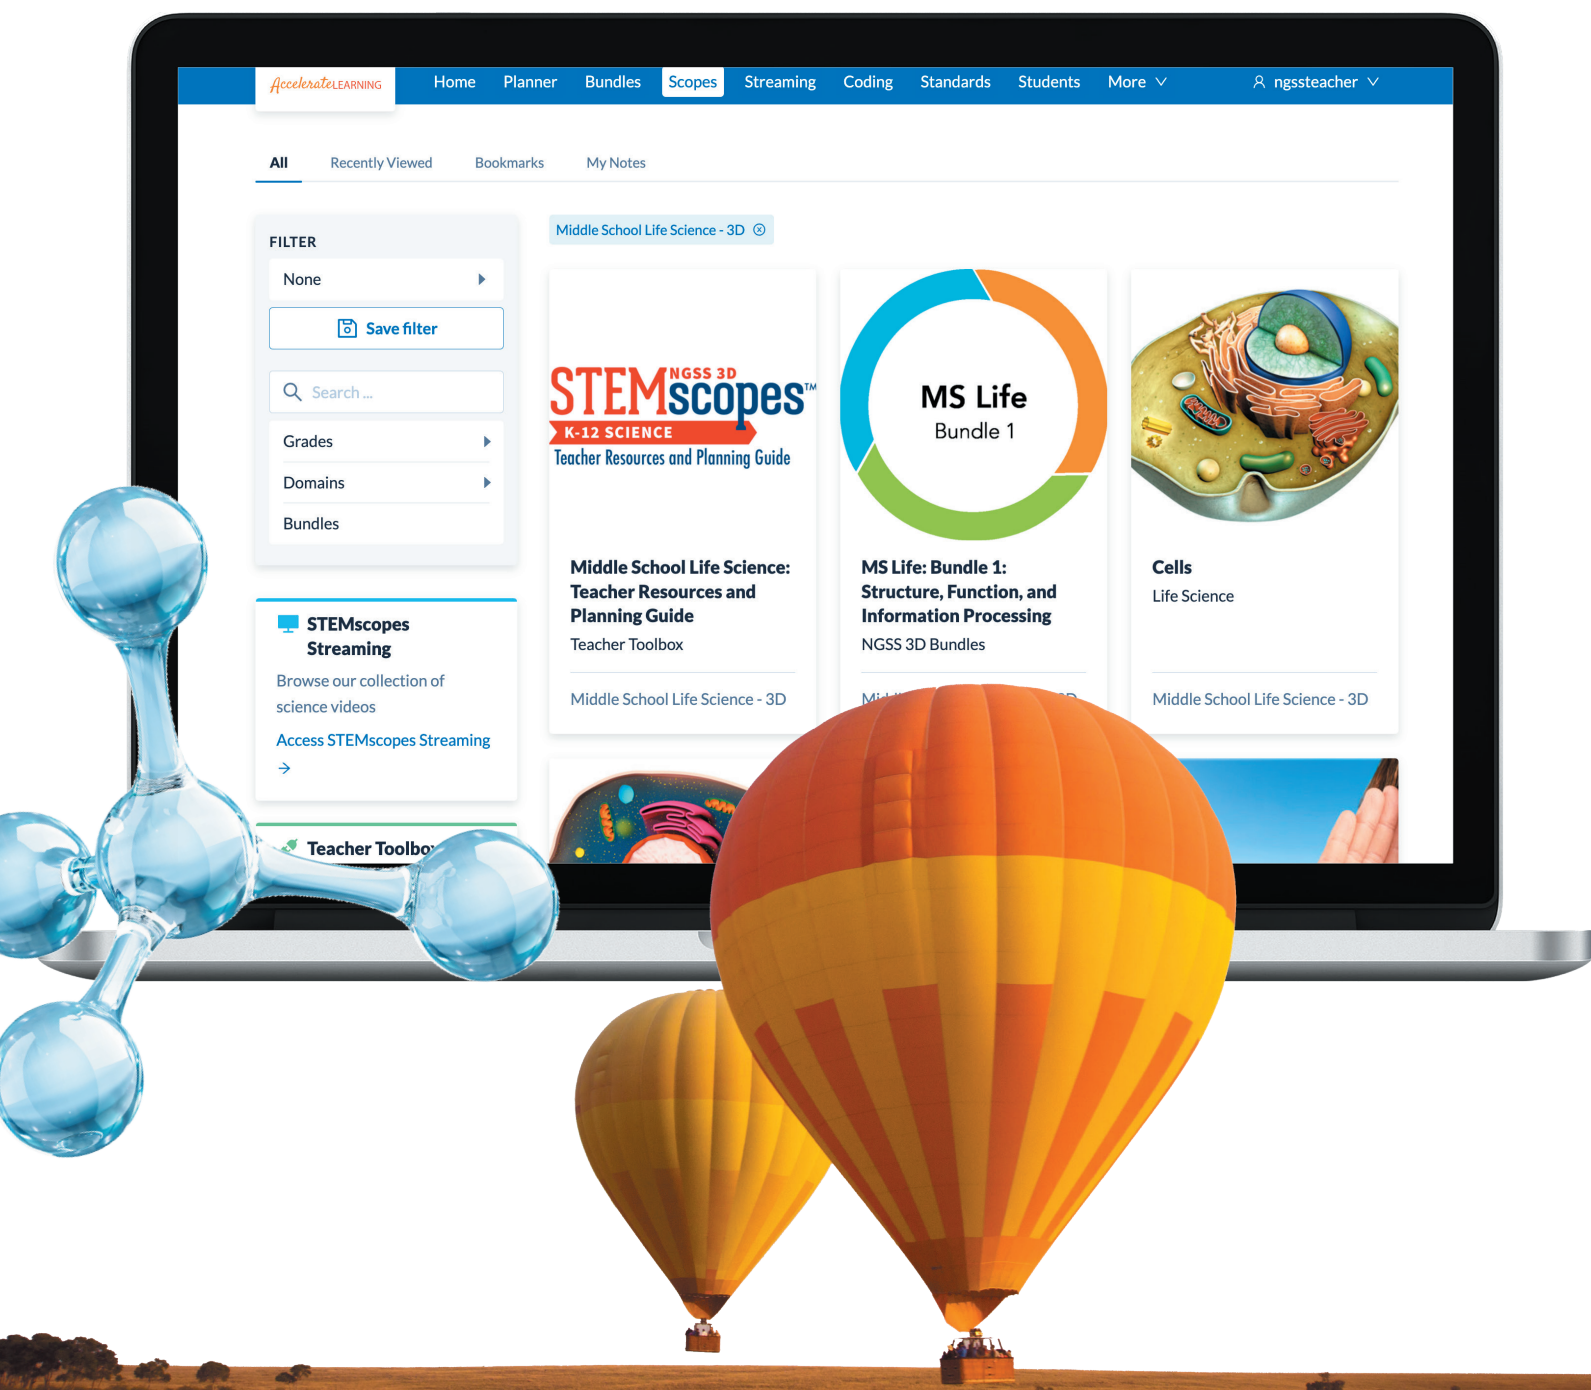 AccelerateLEARNING
Home Planner Bundles Scopes Streaming Coding Standards Students More ngssteacher
All Recently Viewed Bookmarks My Notes
FILTER
None
Save filter
Search ...
Grades
Domains
Bundles
STEMscopes
Streaming
Browse our collection of
science videos
Access STEMscopes Streaming
Teacher
Middle School Life Science - 3D
NGSS 3D
STEMscopes™
K-12 SCIENCE
Teacher Resources and Planning Guide
Middle School Life Science:
Teacher Resources and
Planning Guide
Teacher Toolbox
Middle School Life Science - 3D
MS Life
Bundle 1
MS Life: Bundle 1:
Structure, Function, and
Information Processing
NGSS 3D Bundles
Cells
Life Science
Middle School Life Science - 3D